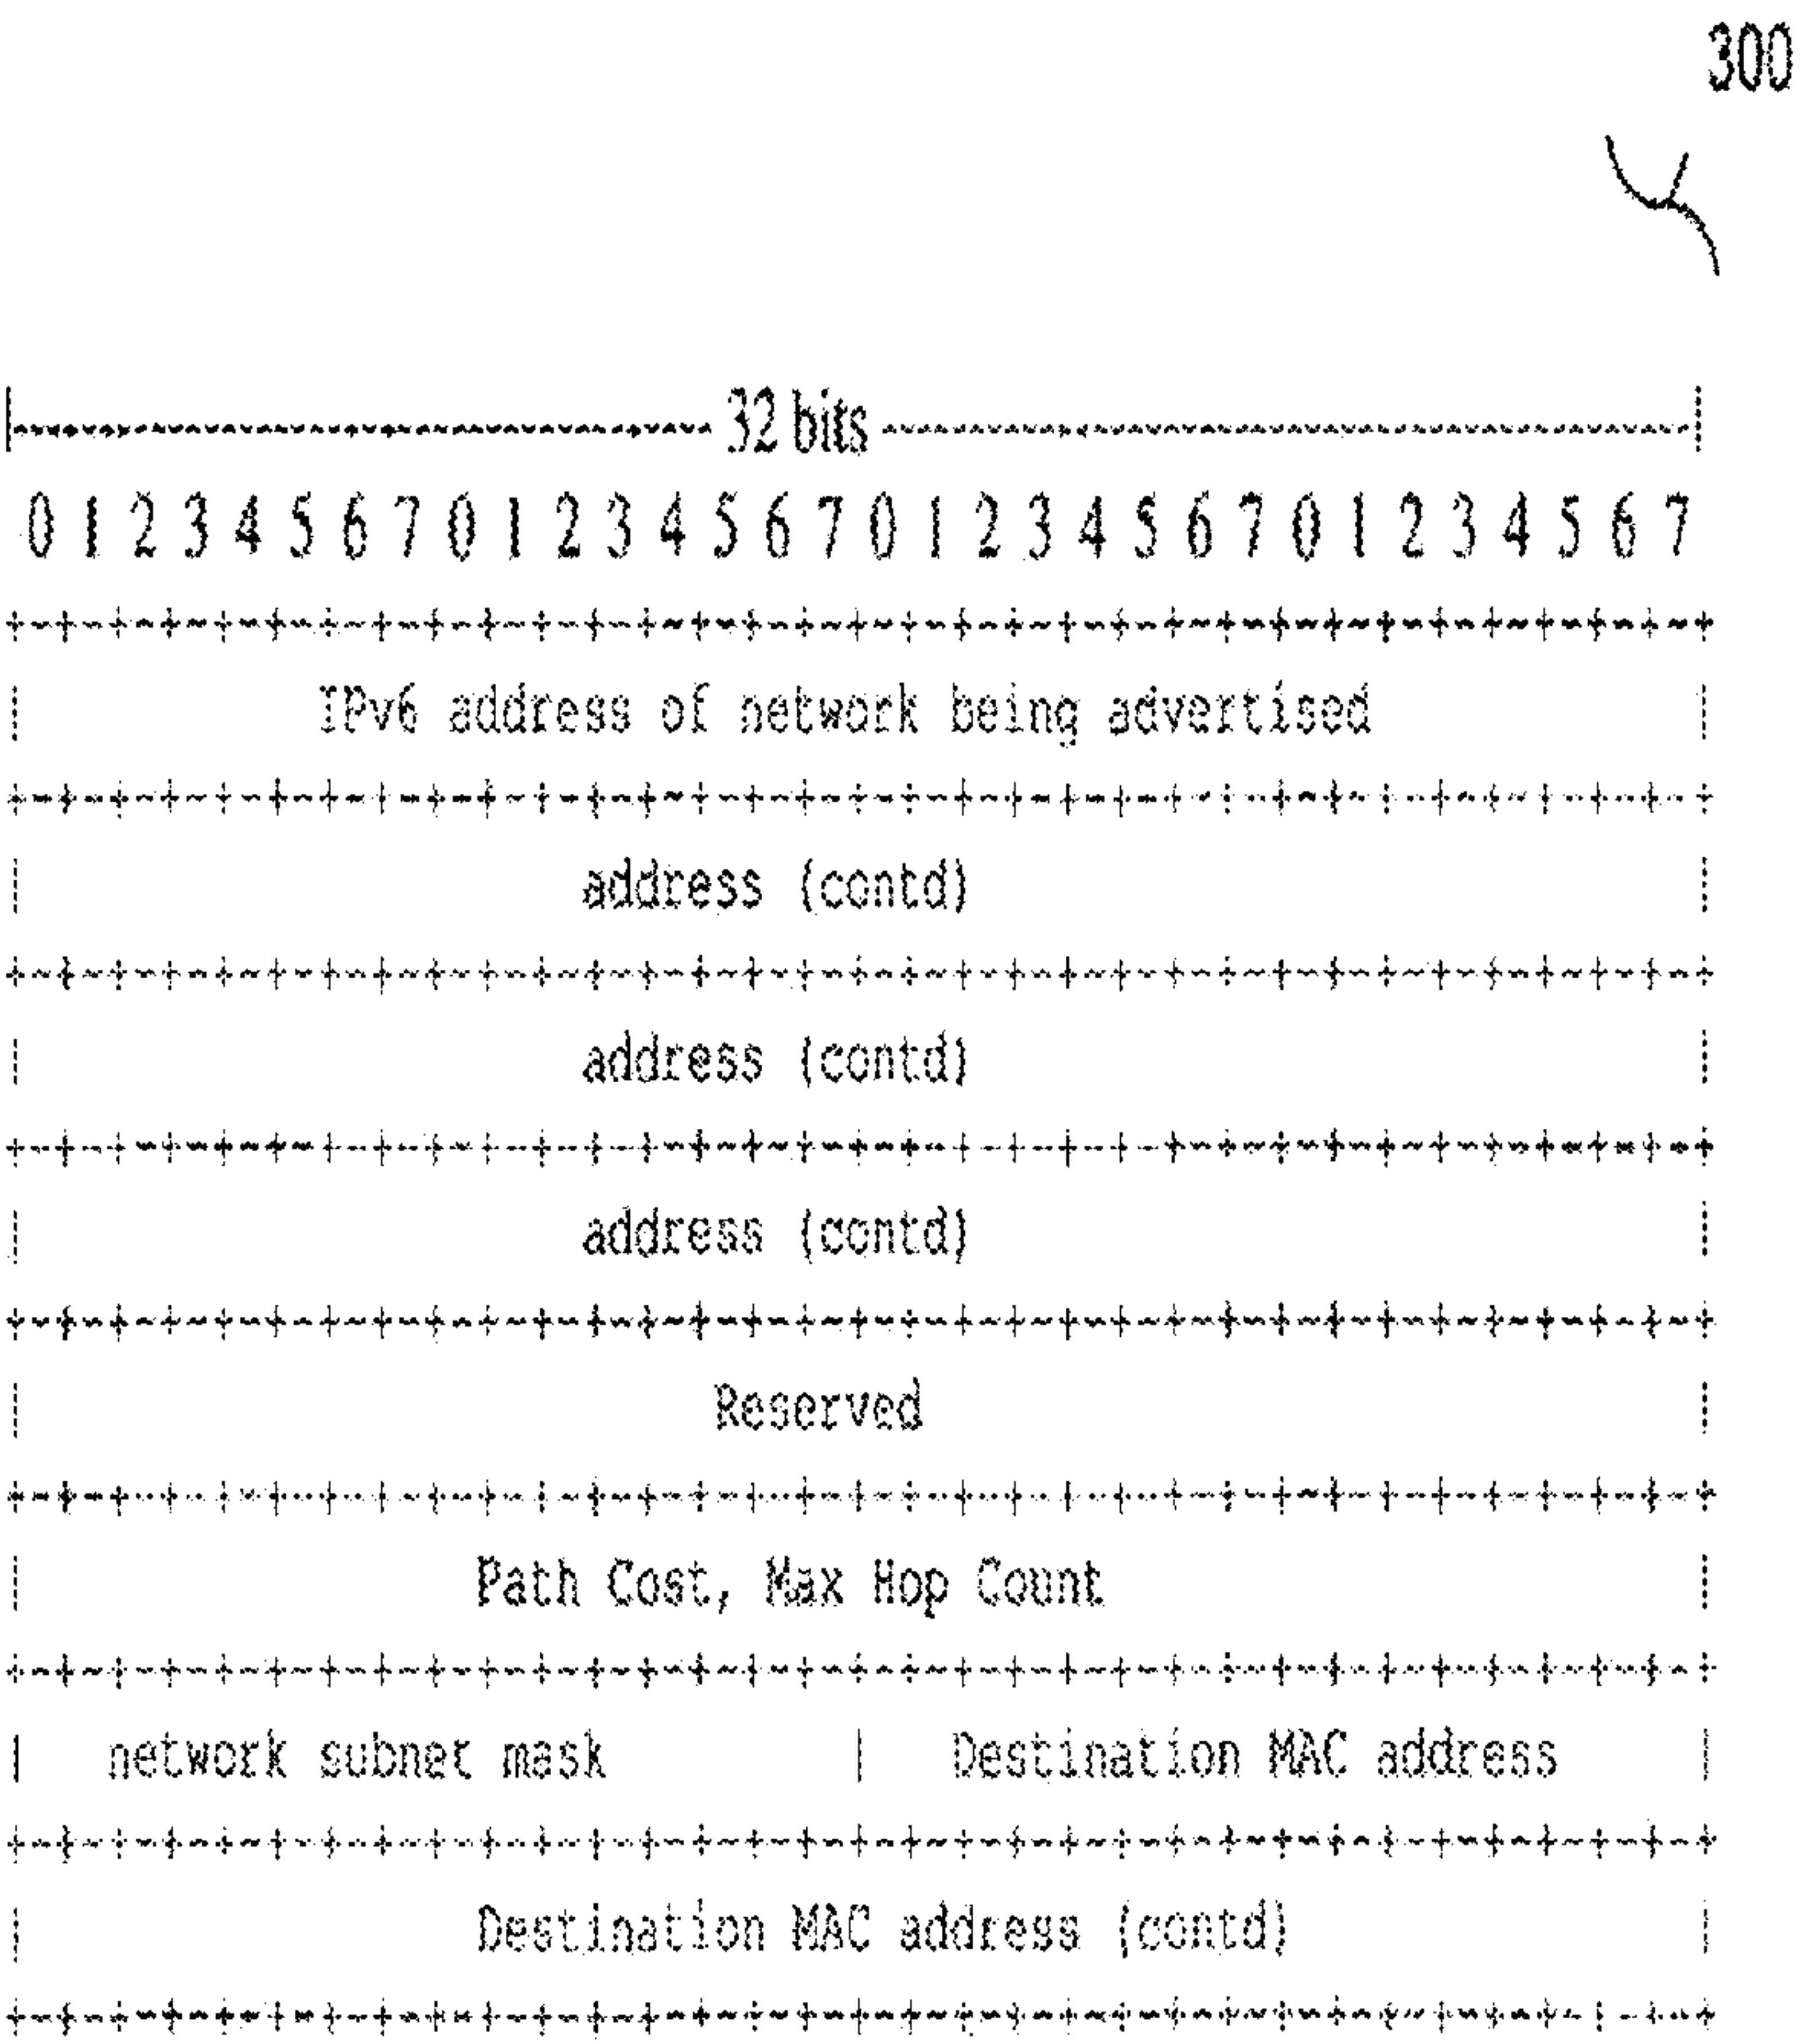 300
|--- 32 bits ---|
0 1 2 3 4 5 6 7 0 1 2 3 4 5 6 7 0 1 2 3 4 5 6 7 0 1 2 3 4 5 6 7
IPv6 address of network being advertised
address (contd)
address (contd)
address (contd)
Reserved
Path Cost, Max Hop Count
network subnet mask | Destination MAC address
Destination MAC address (contd)